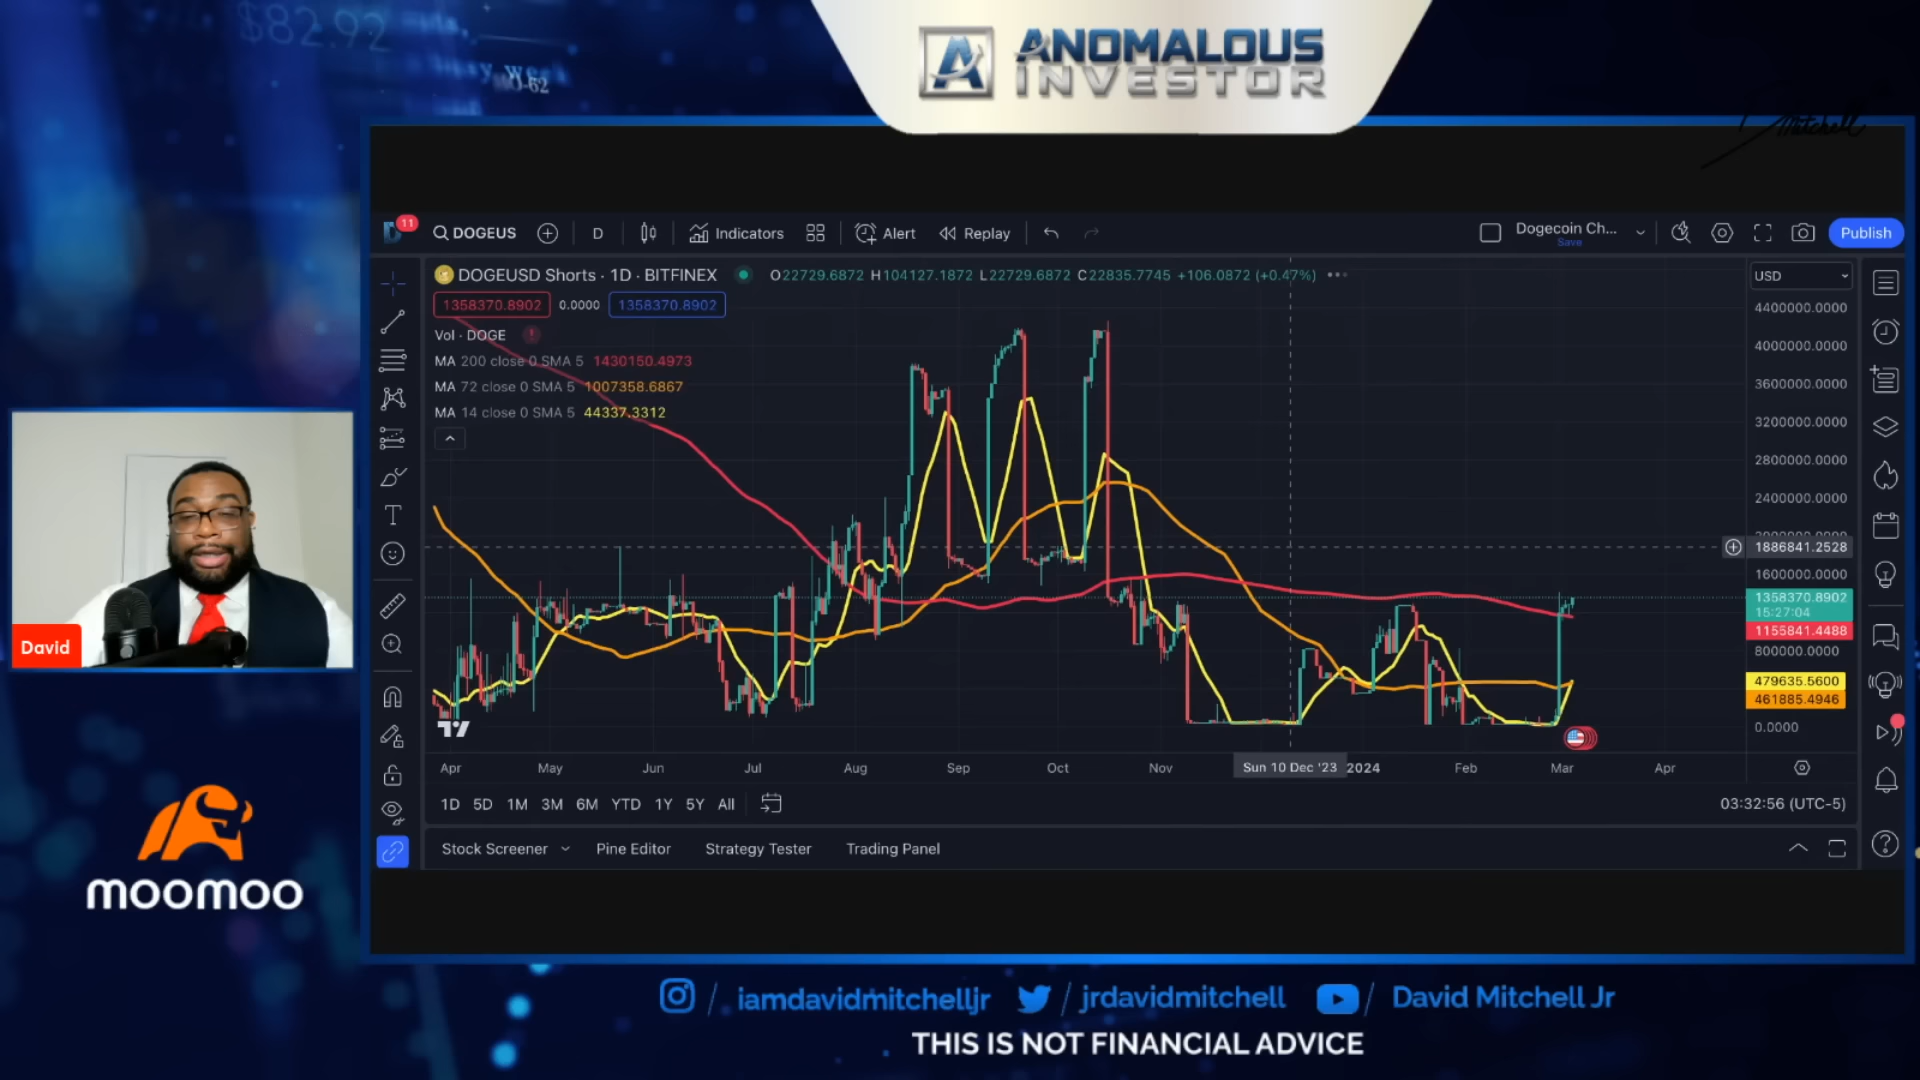 $82.92
ANOMALOUS
INVESTOR
DMitchell
11
DOGEUS
D
Indicators
Alert
Replay
Dogecoin Ch...
Save
Publish
DOGEUSD Shorts · 1D · BITFINEX
O22729.6872 H104127.1872 L22729.6872 C22835.7745 +106.0872 (+0.47%)
USD
1358370.8902 0.0000 1358370.8902
Vol · DOGE
MA 200 close 0 SMA 5 1430150.4973
MA 72 close 0 SMA 5 1007358.6867
MA 14 close 0 SMA 5 44337.3312
4400000.0000
4000000.0000
3600000.0000
3200000.0000
2800000.0000
2400000.0000
1886841.2528
1600000.0000
1358370.8902
15:27:04
1155841.4488
800000.0000
479635.5600
461885.4946
0.0000
Apr May Jun Jul Aug Sep Oct Nov Sun 10 Dec '23 2024 Feb Mar Apr
1D 5D 1M 3M 6M YTD 1Y 5Y All
03:32:56 (UTC-5)
Stock Screener Pine Editor Strategy Tester Trading Panel
David
moomoo
/ iamdavidmitchelljr / jrdavidmitchell / David Mitchell Jr
THIS IS NOT FINANCIAL ADVICE